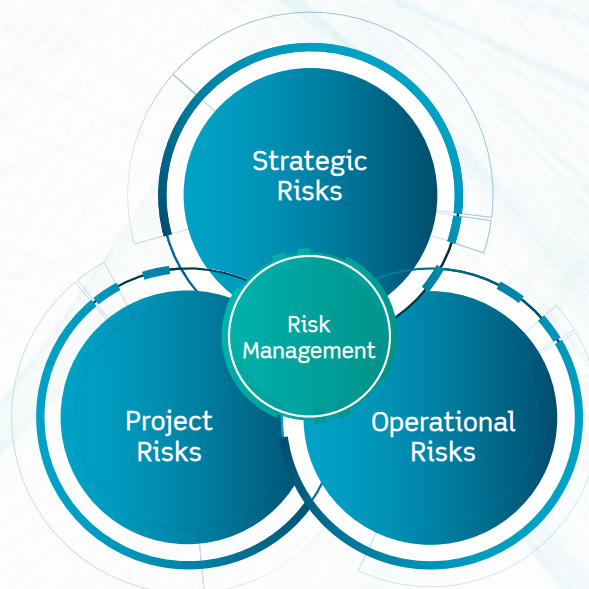 Strategic
Risks
Risk
Management
Project
Risks
Operational
Risks